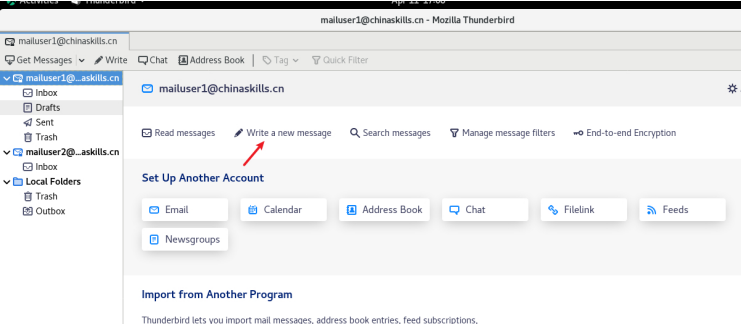 mailuser1@chinaskills.cn - Mozilla Thunderbird
mailuser1@chinaskills.cn
Get Messages Write Chat Address Book Tag Quick Filter
mailuser1@...askills.cn
Inbox
Drafts
Sent
Trash
mailuser2@...askills.cn
Inbox
Local Folders
Trash
Outbox
mailuser1@chinaskills.cn
Read messages Write a new message Search messages Manage message filters End-to-end Encryption
Set Up Another Account
Email Calendar Address Book Chat Filelink Feeds
Newsgroups
Import from Another Program
Thunderbird lets you import mail messages, address book entries, feed subscriptions,